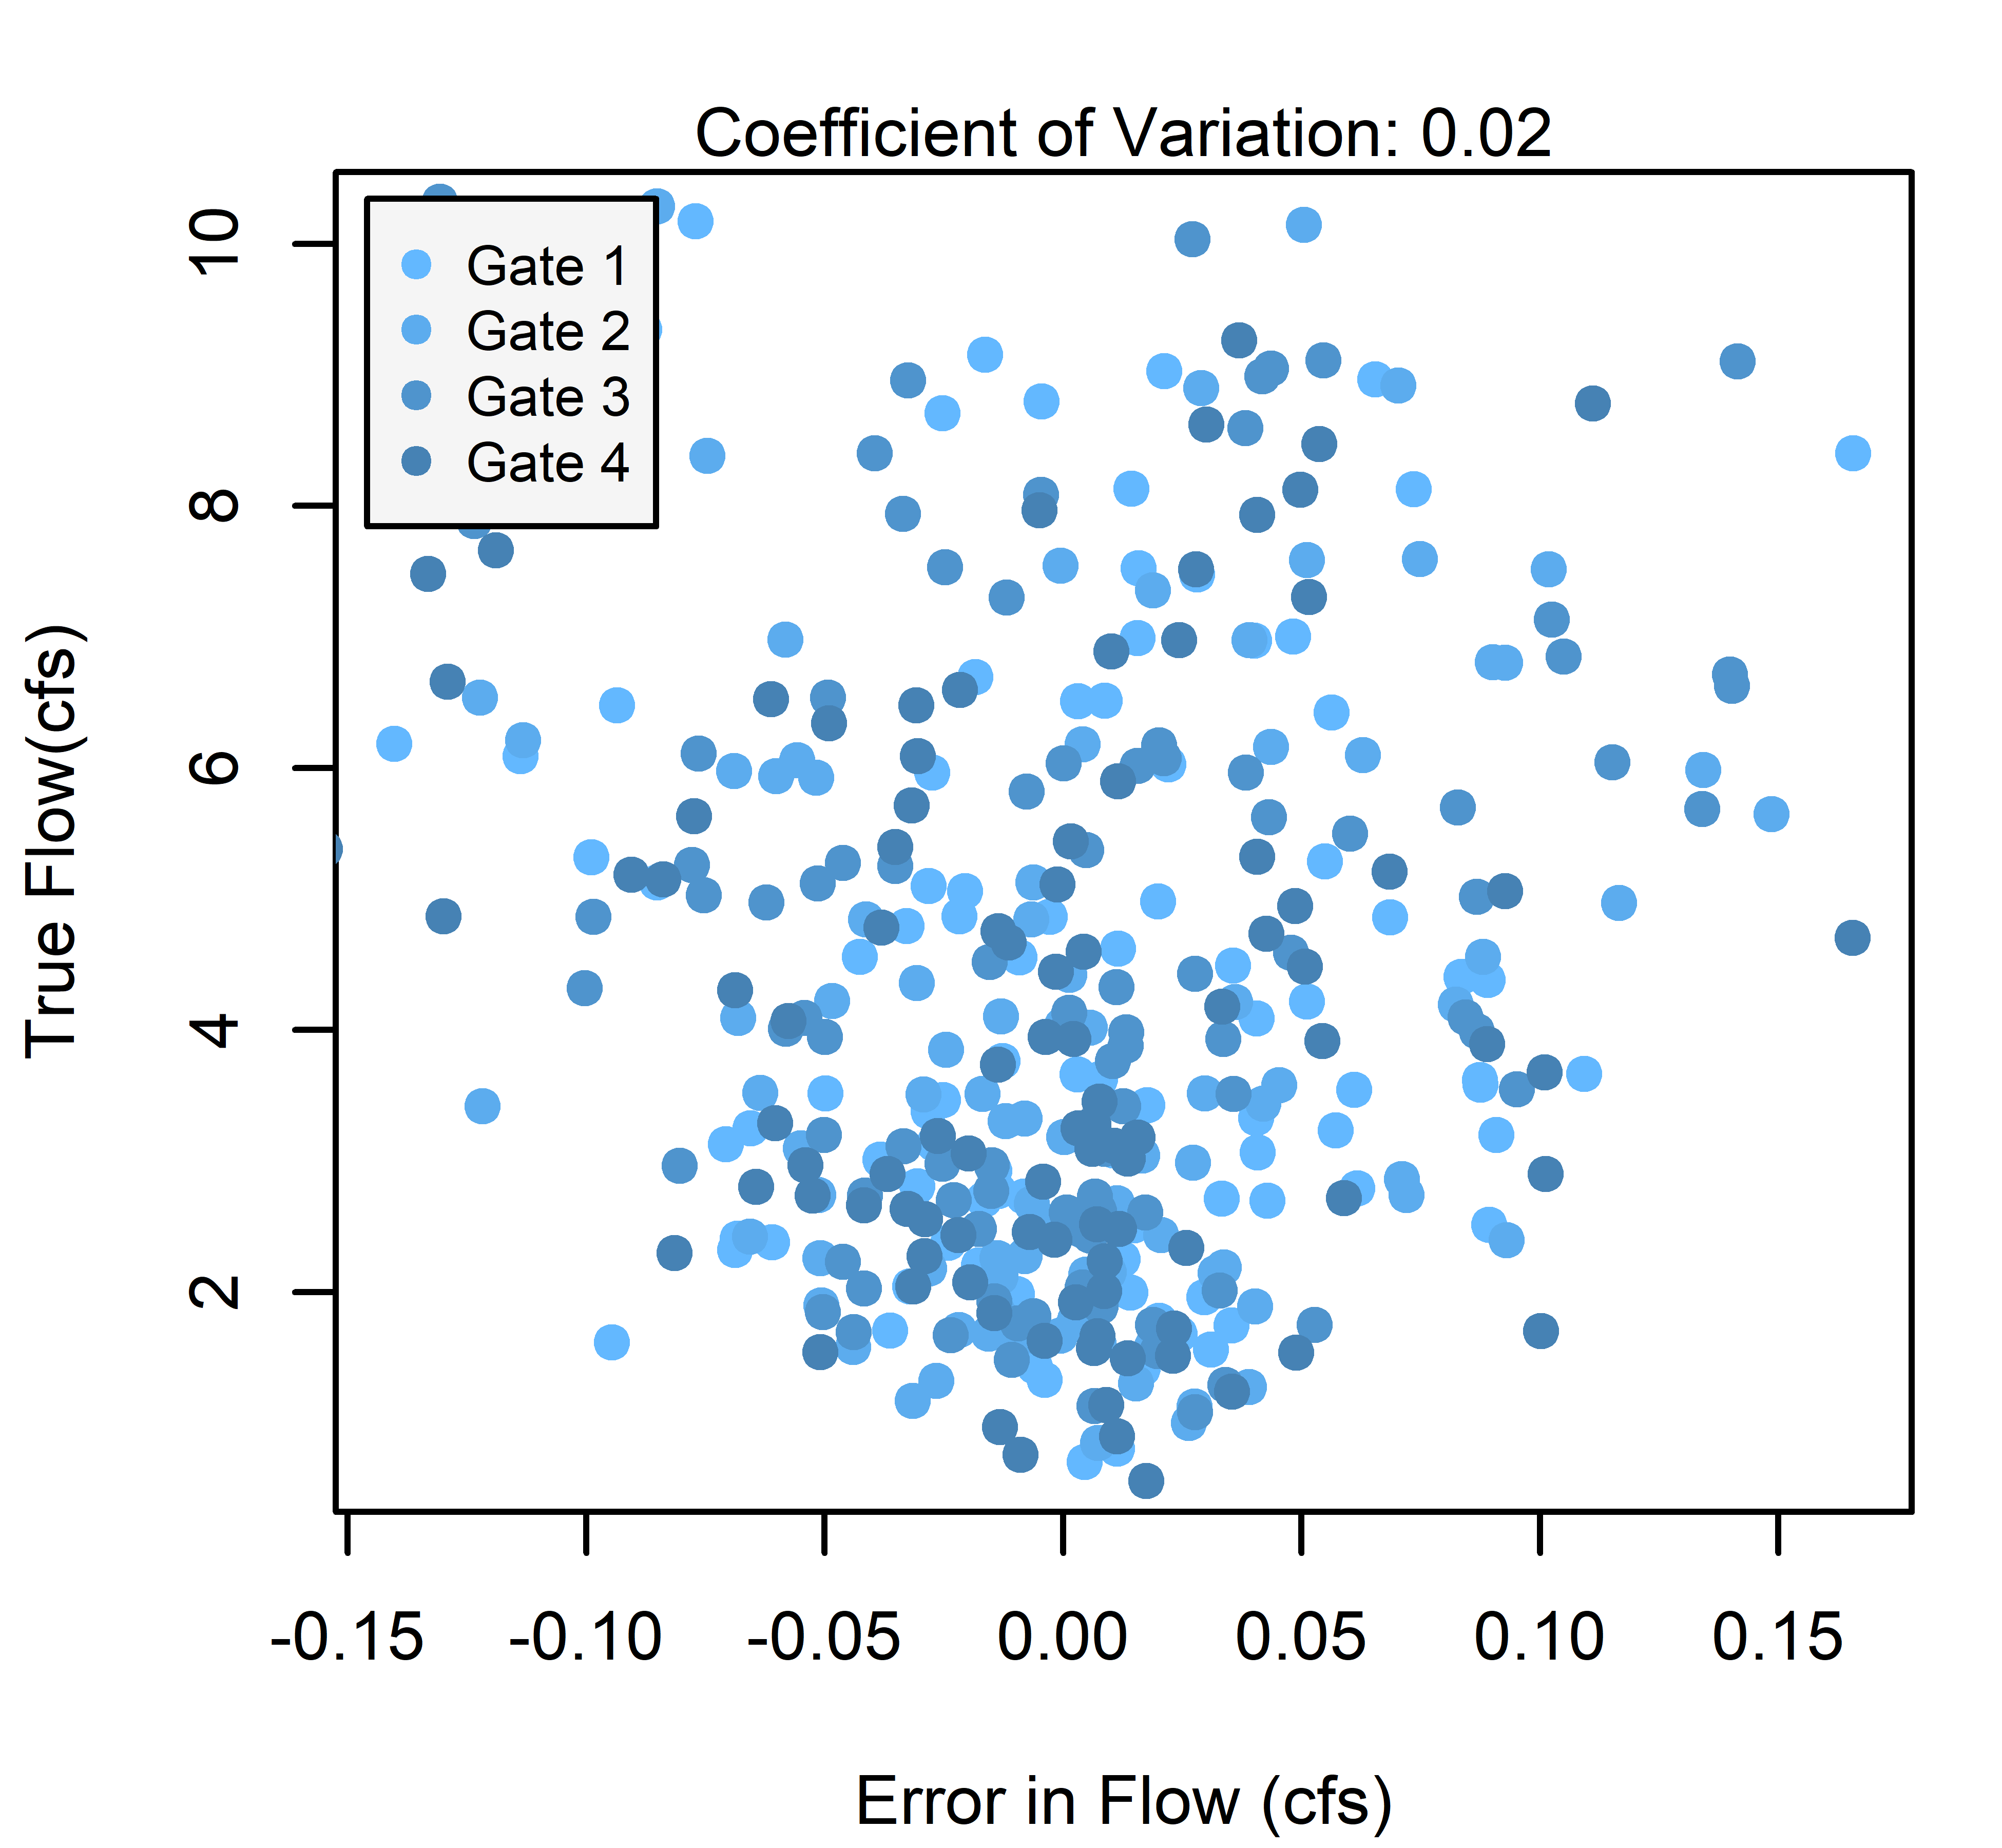 Coefficient of Variation: 0.02
10
8
6
4
2
True Flow(cfs)
Gate 1
Gate 2
Gate 3
Gate 4
-0.15 -0.10 -0.05 0.00 0.05 0.10 0.15
Error in Flow (cfs)